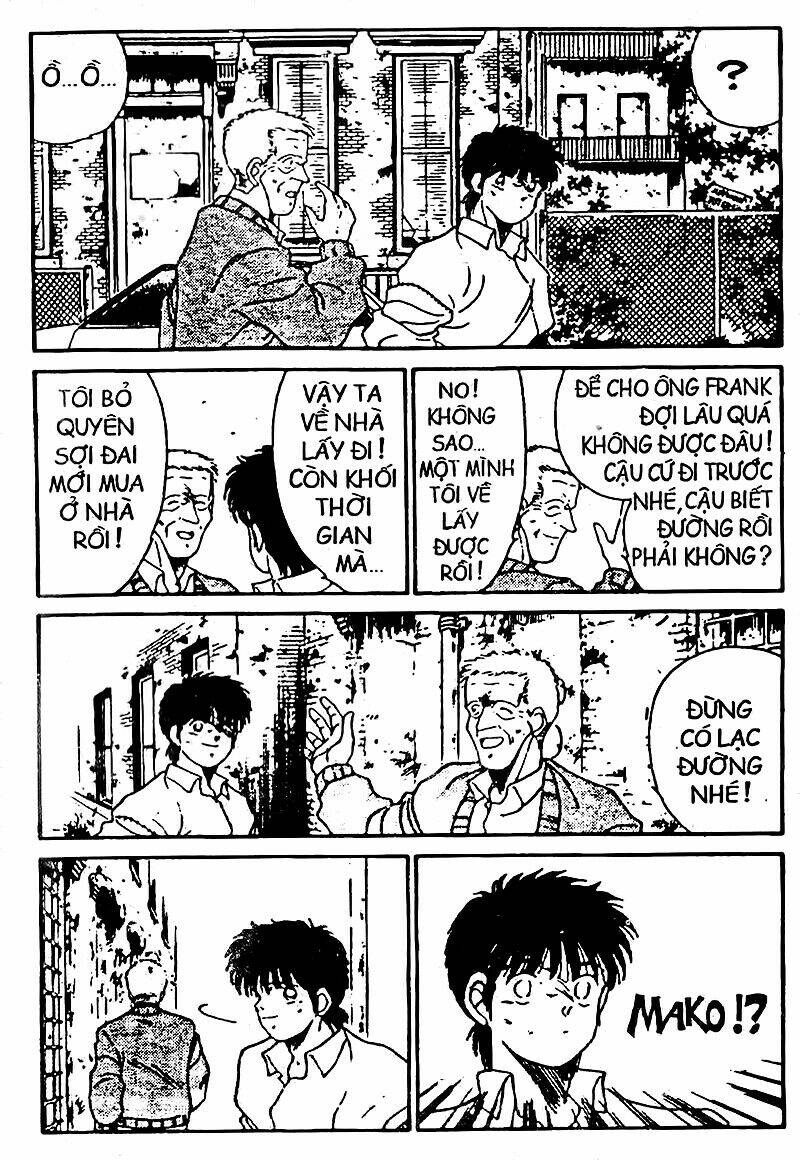 Ồ...Ồ...
?
TÔI BỎ
QUYÊN
SỢI ĐAI
MỚI MUA
Ở NHÀ
RỒI!
VẬY TA
VỀ NHÀ
LẤY ĐI!
CÒN KHỐI
THỜI
GIAN
MÀ...
NO!
KHÔNG
SAO...
MỘT MÌNH
TÔI VỀ
LẤY
ĐƯỢC
RỒI!
ĐỂ CHO ÔNG FRANK
ĐỢI LÂU QUÁ
KHÔNG ĐƯỢC ĐÂU!
CẬU CỨ ĐI TRƯỚC
NHÉ, CẬU BIẾT
ĐƯỜNG RỒI
PHẢI KHÔNG?
ĐỪNG
CÓ LẠC
ĐƯỜNG
NHÉ!
MAKO!?